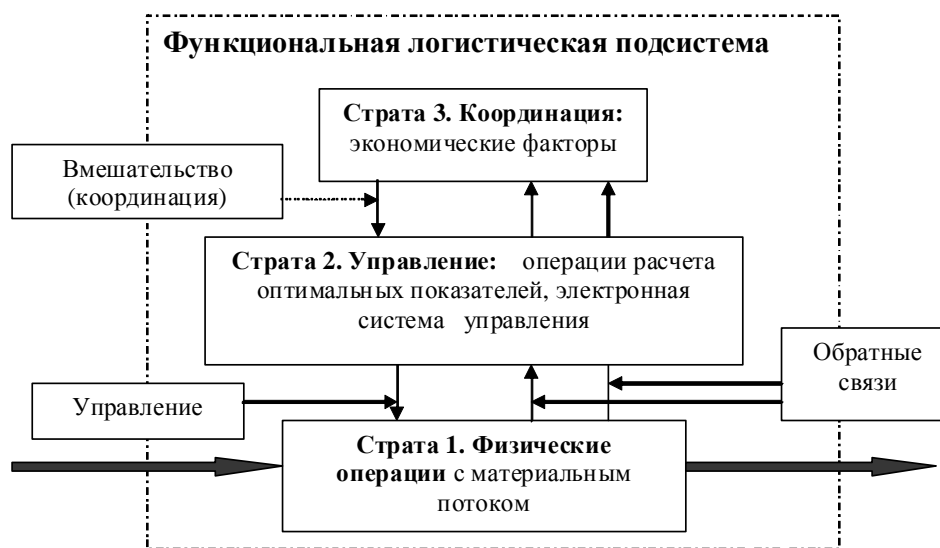 Функциональная логистическая подсистема
Страта 3. Координация:
экономические факторы
Вмешательство
(координация)
Страта 2. Управление: операции расчета
оптимальных показателей, электронная
система управления
Обратные
связи
Управление
Страта 1. Физические
операции с материальным
потоком